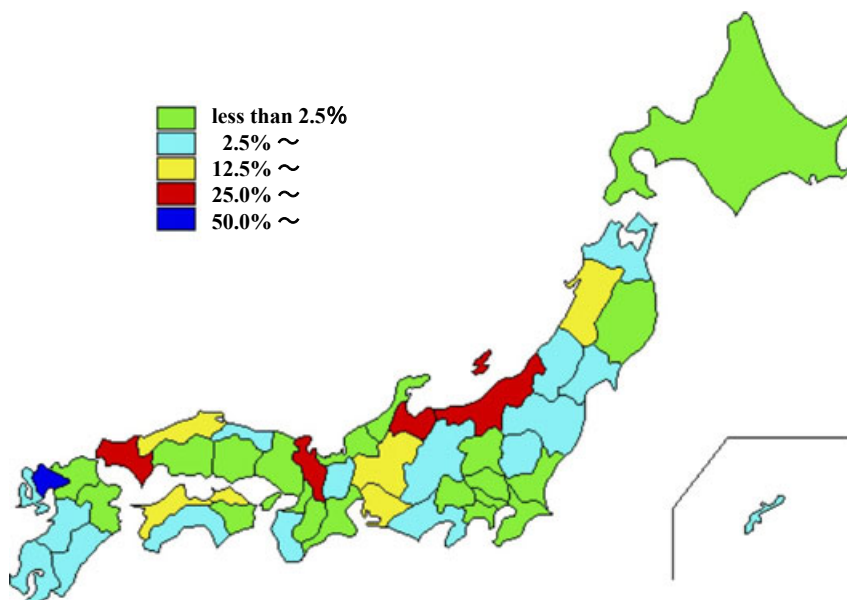 less than 2.5%
2.5% ～
12.5% ～
25.0% ～
50.0% ～